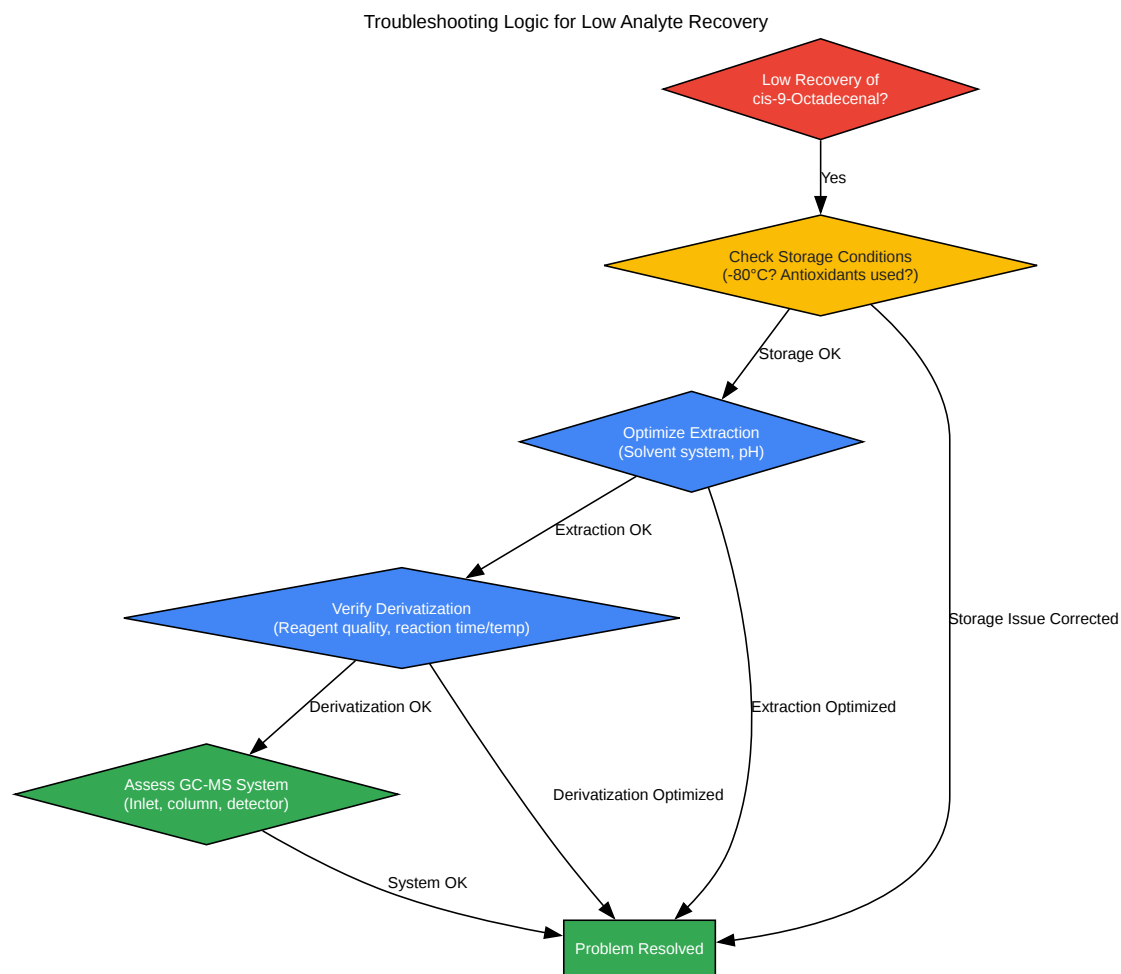 Troubleshooting Logic for Low Analyte Recovery
Low Recovery of
cis-9-Octadecenal?
Yes
Check Storage Conditions
(-80°C? Antioxidants used?)
Storage OK
Optimize Extraction
(Solvent system, pH)
Extraction OK
Verify Derivatization
(Reagent quality, reaction time/temp)
Storage Issue Corrected
Derivatization OK
Extraction Optimized
Assess GC-MS System
(Inlet, column, detector)
Derivatization Optimized
System OK
Problem Resolved